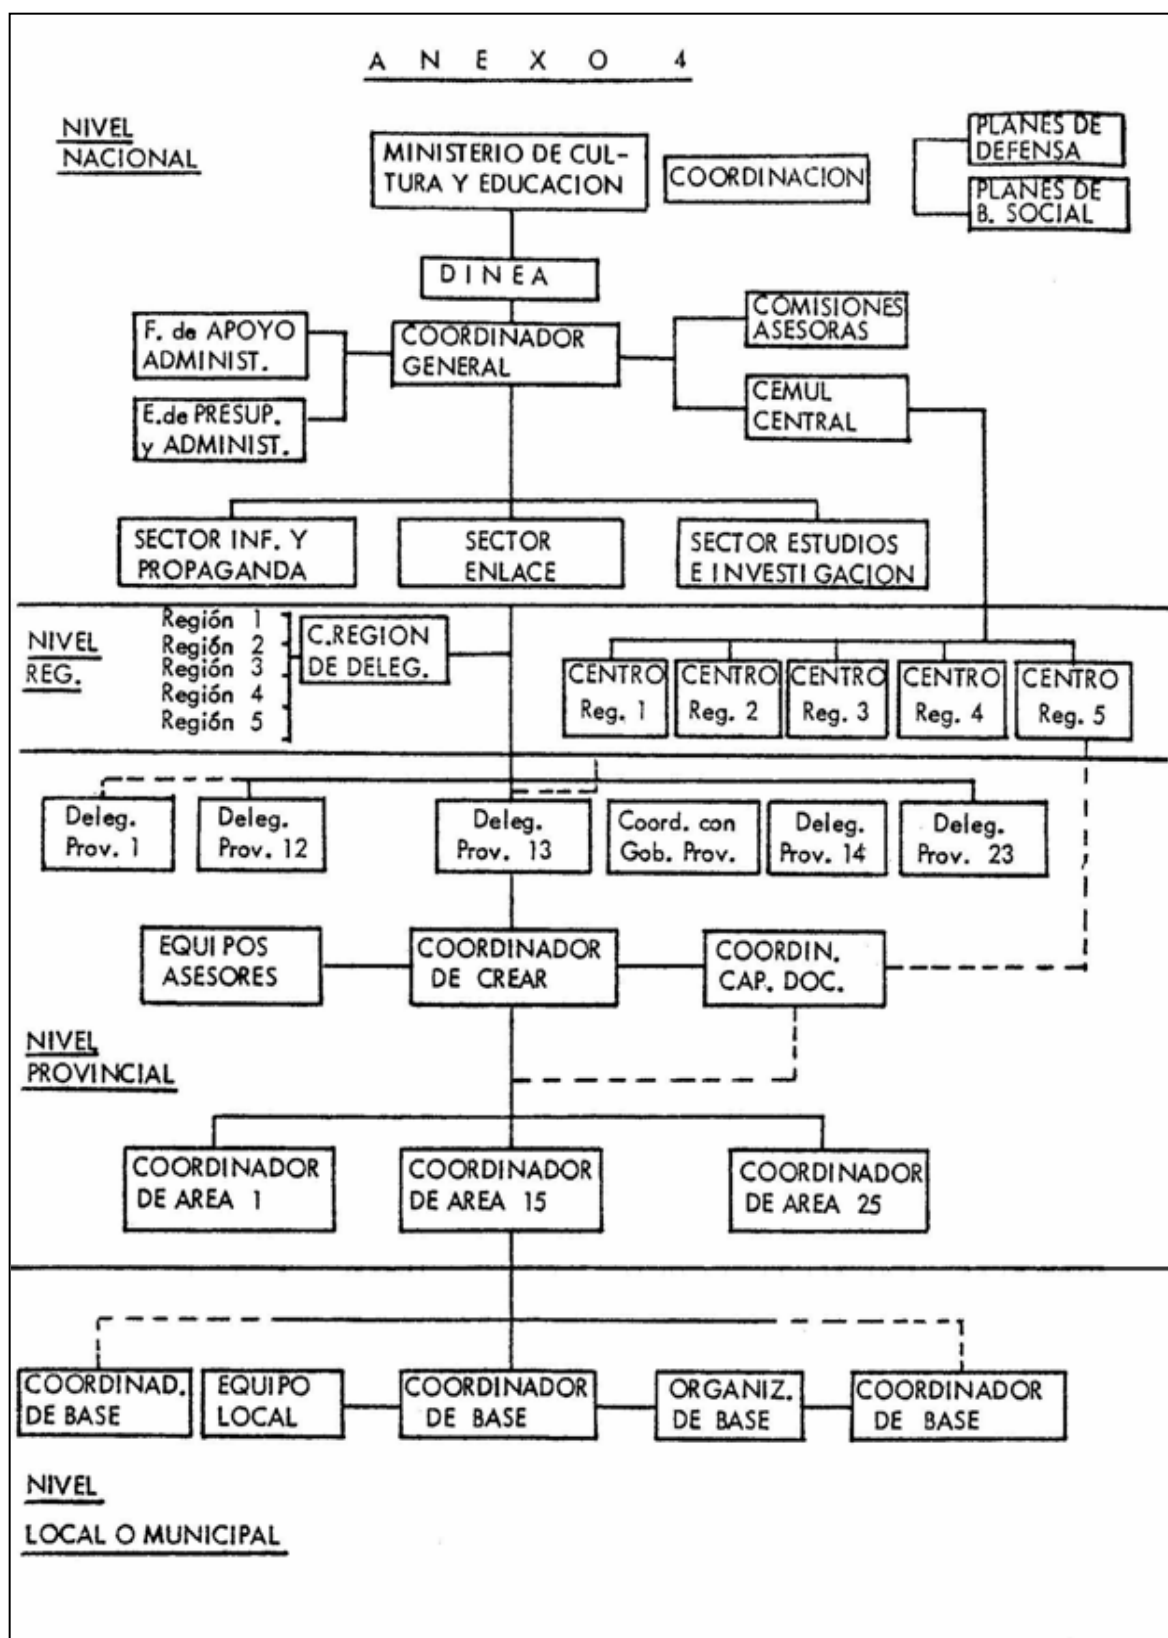 A N E X O 4
NIVEL
NACIONAL
MINISTERIO DE CUL-
TURA Y EDUCACION
COORDINACION
PLANES DE
DEFENSA
PLANES DE
B. SOCIAL
D I N E A
F. de APOYO
ADMINIST.
COORDINADOR
GENERAL
COMISIONES
ASESORAS
E.de PRESUP.
y ADMINIST.
CEMUL
CENTRAL
SECTOR INF. Y
PROPAGANDA
SECTOR
ENLACE
SECTOR ESTUDIOS
E INVESTIGACION
NIVEL
REG.
Región 1
Región 2
Región 3
Región 4
Región 5
C.REGION
DE DELEG.
CENTRO
Reg. 1
CENTRO
Reg. 2
CENTRO
Reg. 3
CENTRO
Reg. 4
CENTRO
Reg. 5
Deleg.
Prov. 1
Deleg.
Prov. 12
Deleg.
Prov. 13
Coord. con
Gob. Prov.
Deleg.
Prov. 14
Deleg.
Prov. 23
EQUIPOS
ASESORES
COORDINADOR
DE CREAR
COORDIN.
CAP. DOC.
NIVEL
PROVINCIAL
COORDINADOR
DE AREA 1
COORDINADOR
DE AREA 15
COORDINADOR
DE AREA 25
COORDINAD.
DE BASE
EQUIPO
LOCAL
COORDINADOR
DE BASE
ORGANIZ.
DE BASE
COORDINADOR
DE BASE
NIVEL
LOCAL O MUNICIPAL